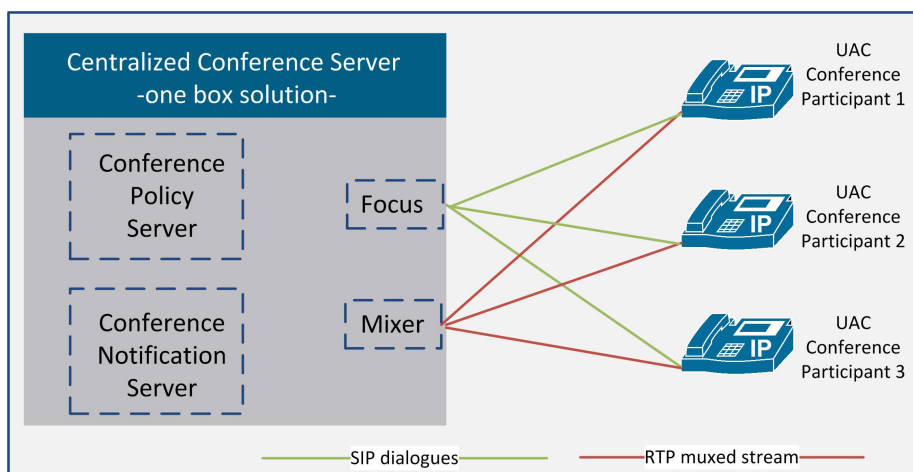 Centralized Conference Server
-one box solution-
Conference
Policy
Server
Focus
Conference
Notification
Server
Mixer
IP
UAC
Conference
Participant 1
IP
UAC
Conference
Participant 2
IP
UAC
Conference
Participant 3
SIP dialogues
RTP muxed stream